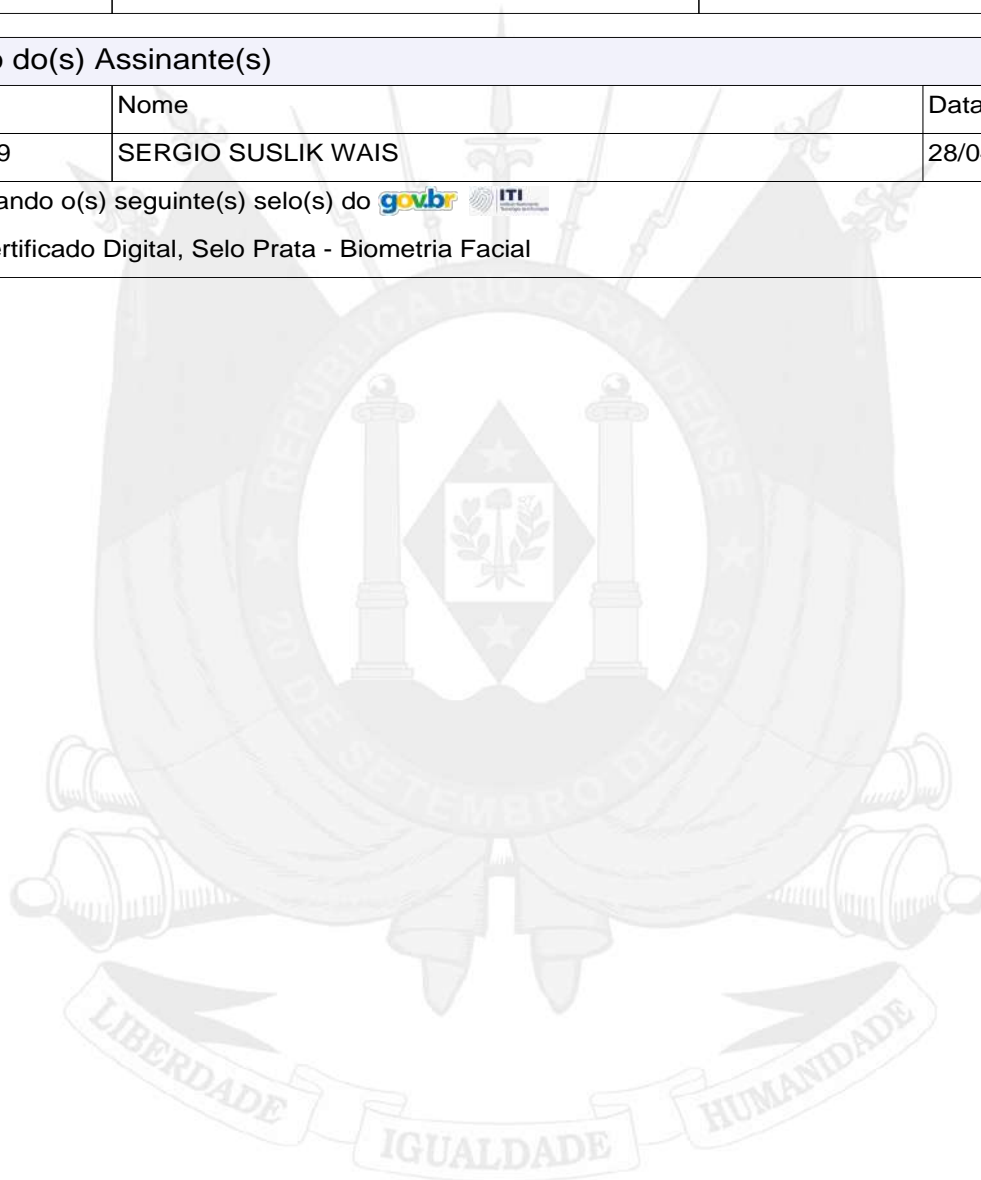 o do(s) Assinante(s)
Nome Data
9 SERGIO SUSLIK WAIS 28/0
ando o(s) seguinte(s) selo(s) do gov.br ITI
ertificado Digital, Selo Prata - Biometria Facial
REPÚBLICA RIO-GRANDENSE
20 DE SETEMBRO DE 1835
LIBERDADE IGUALDADE HUMANIDADE